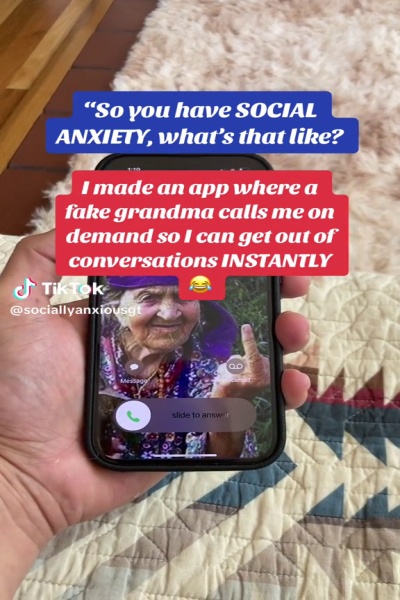 “So you have SOCIAL
ANXIETY, what’s that like?
I made an app where a
fake grandma calls me on
demand so I can get out of
conversations INSTANTLY
😂
TikTok
@sociallyanxiousgt
Message
slide to answer